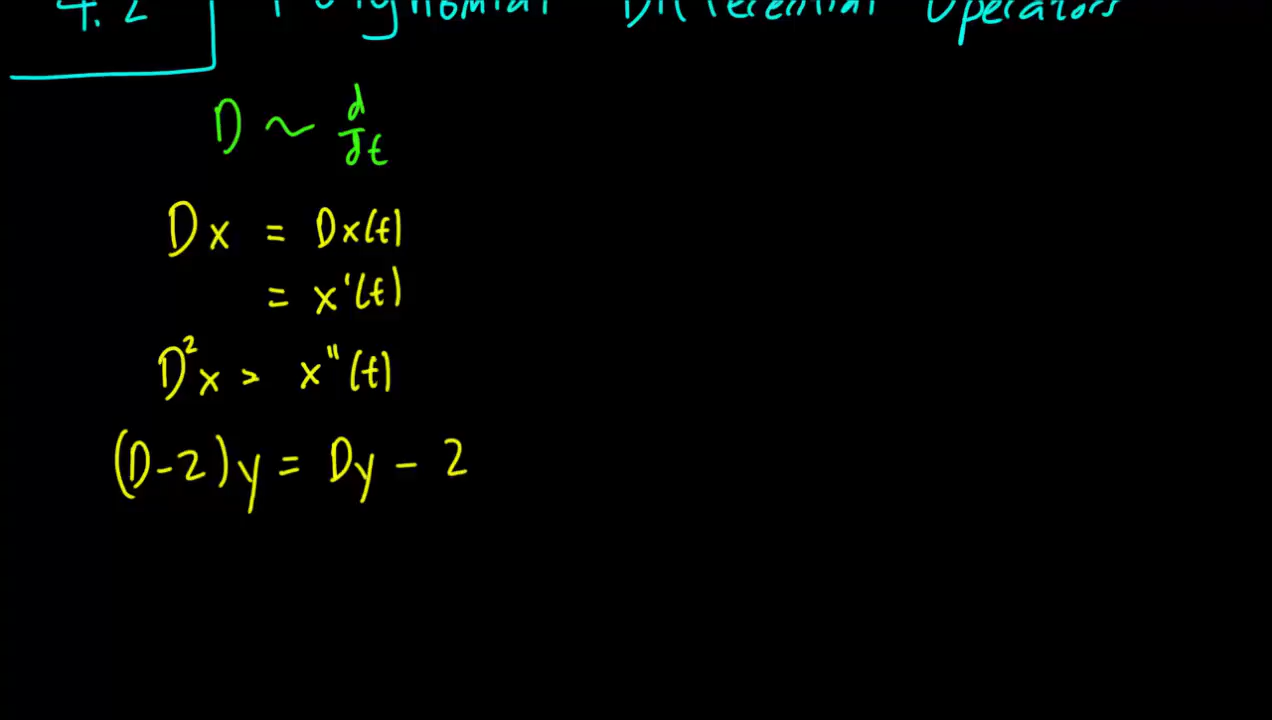 4.2 Polynomial Differential Operators
D ~ d/dt
Dx = Dx(t)
= x'(t)
D²x = x"(t)
(D-2)y = Dy - 2